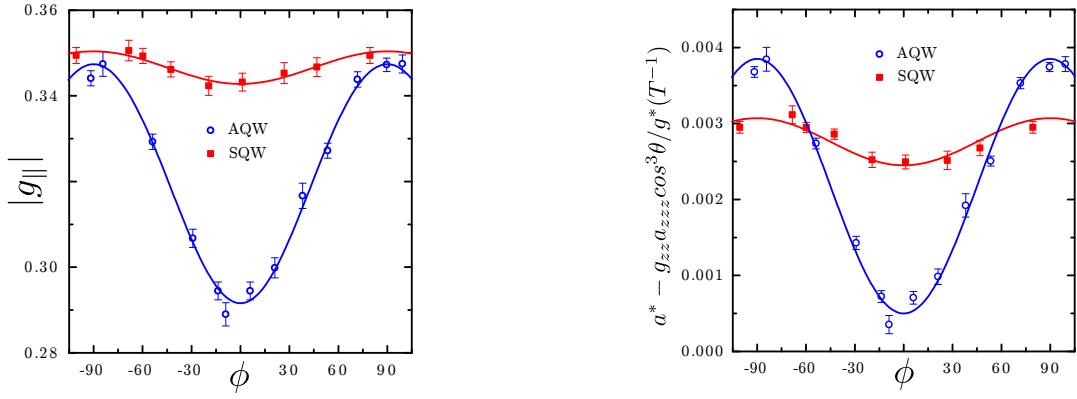 0.36
0.34
0.30
0.28
|g∥|
AQW
SQW
-90 -60 -30 30 60 90
ϕ
0.004
0.003
0.002
0.001
0.000
a* − g_zz a_zzz cos³θ/g*(T⁻¹)
AQW
SQW
-90 -60 -30 30 60 90
ϕ